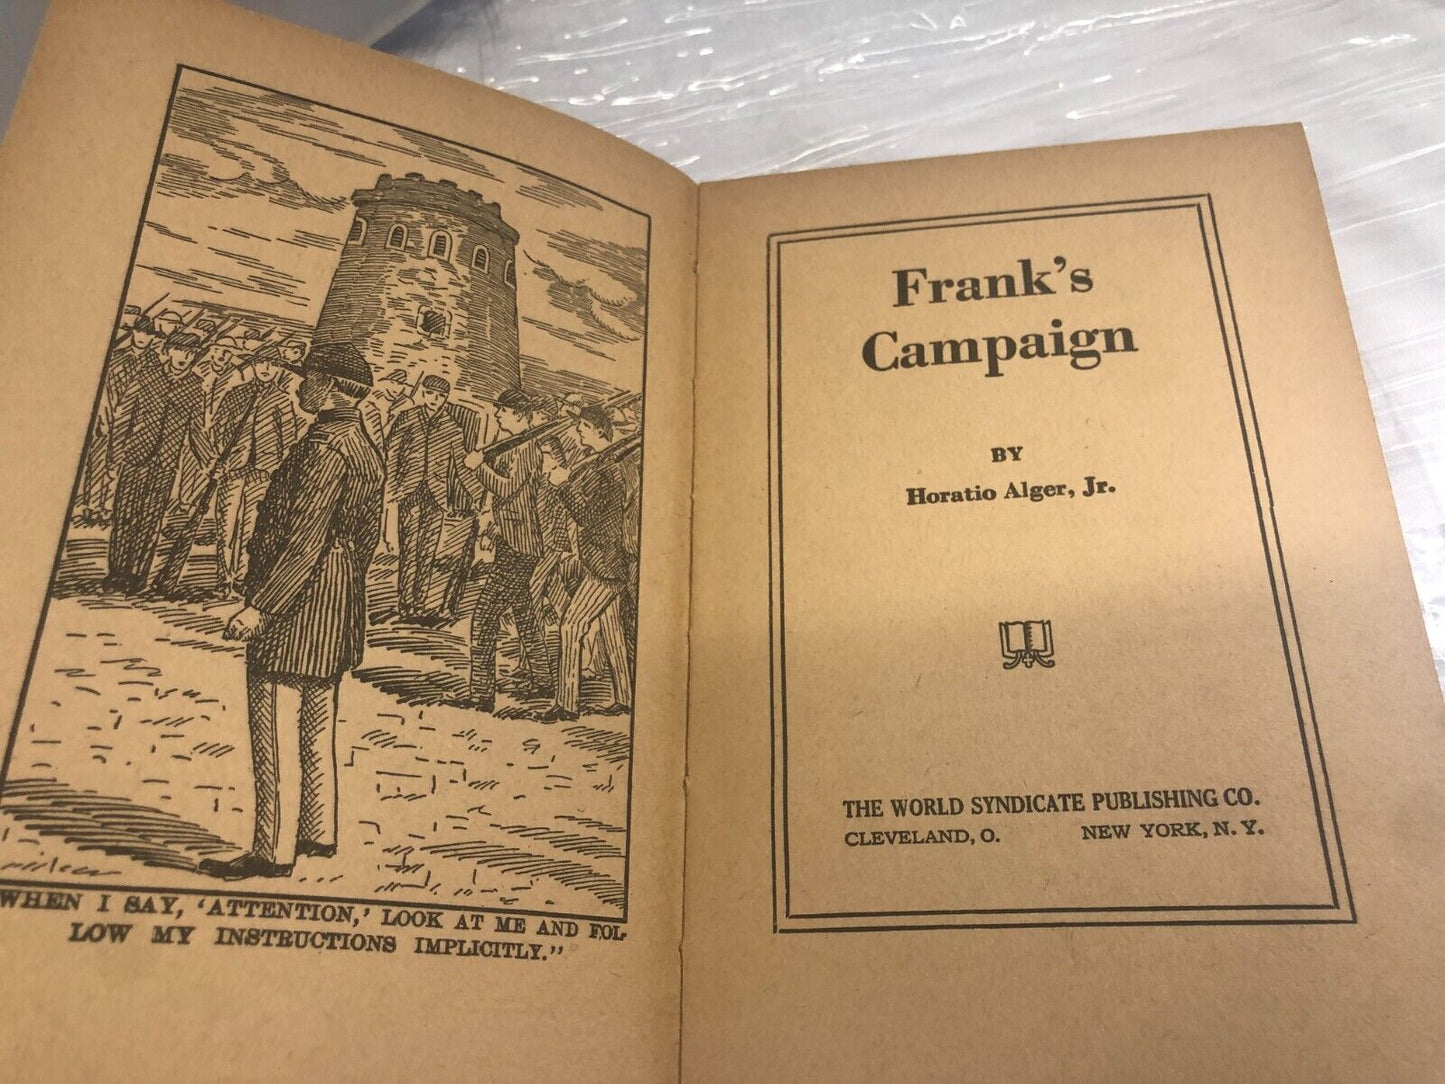 WHEN I SAY, 'ATTENTION,' LOOK AT ME AND FOL-
LOW MY INSTRUCTIONS IMPLICITLY."
Frank's
Campaign
BY
Horatio Alger, Jr.
THE WORLD SYNDICATE PUBLISHING CO.
CLEVELAND, O. NEW YORK, N. Y.